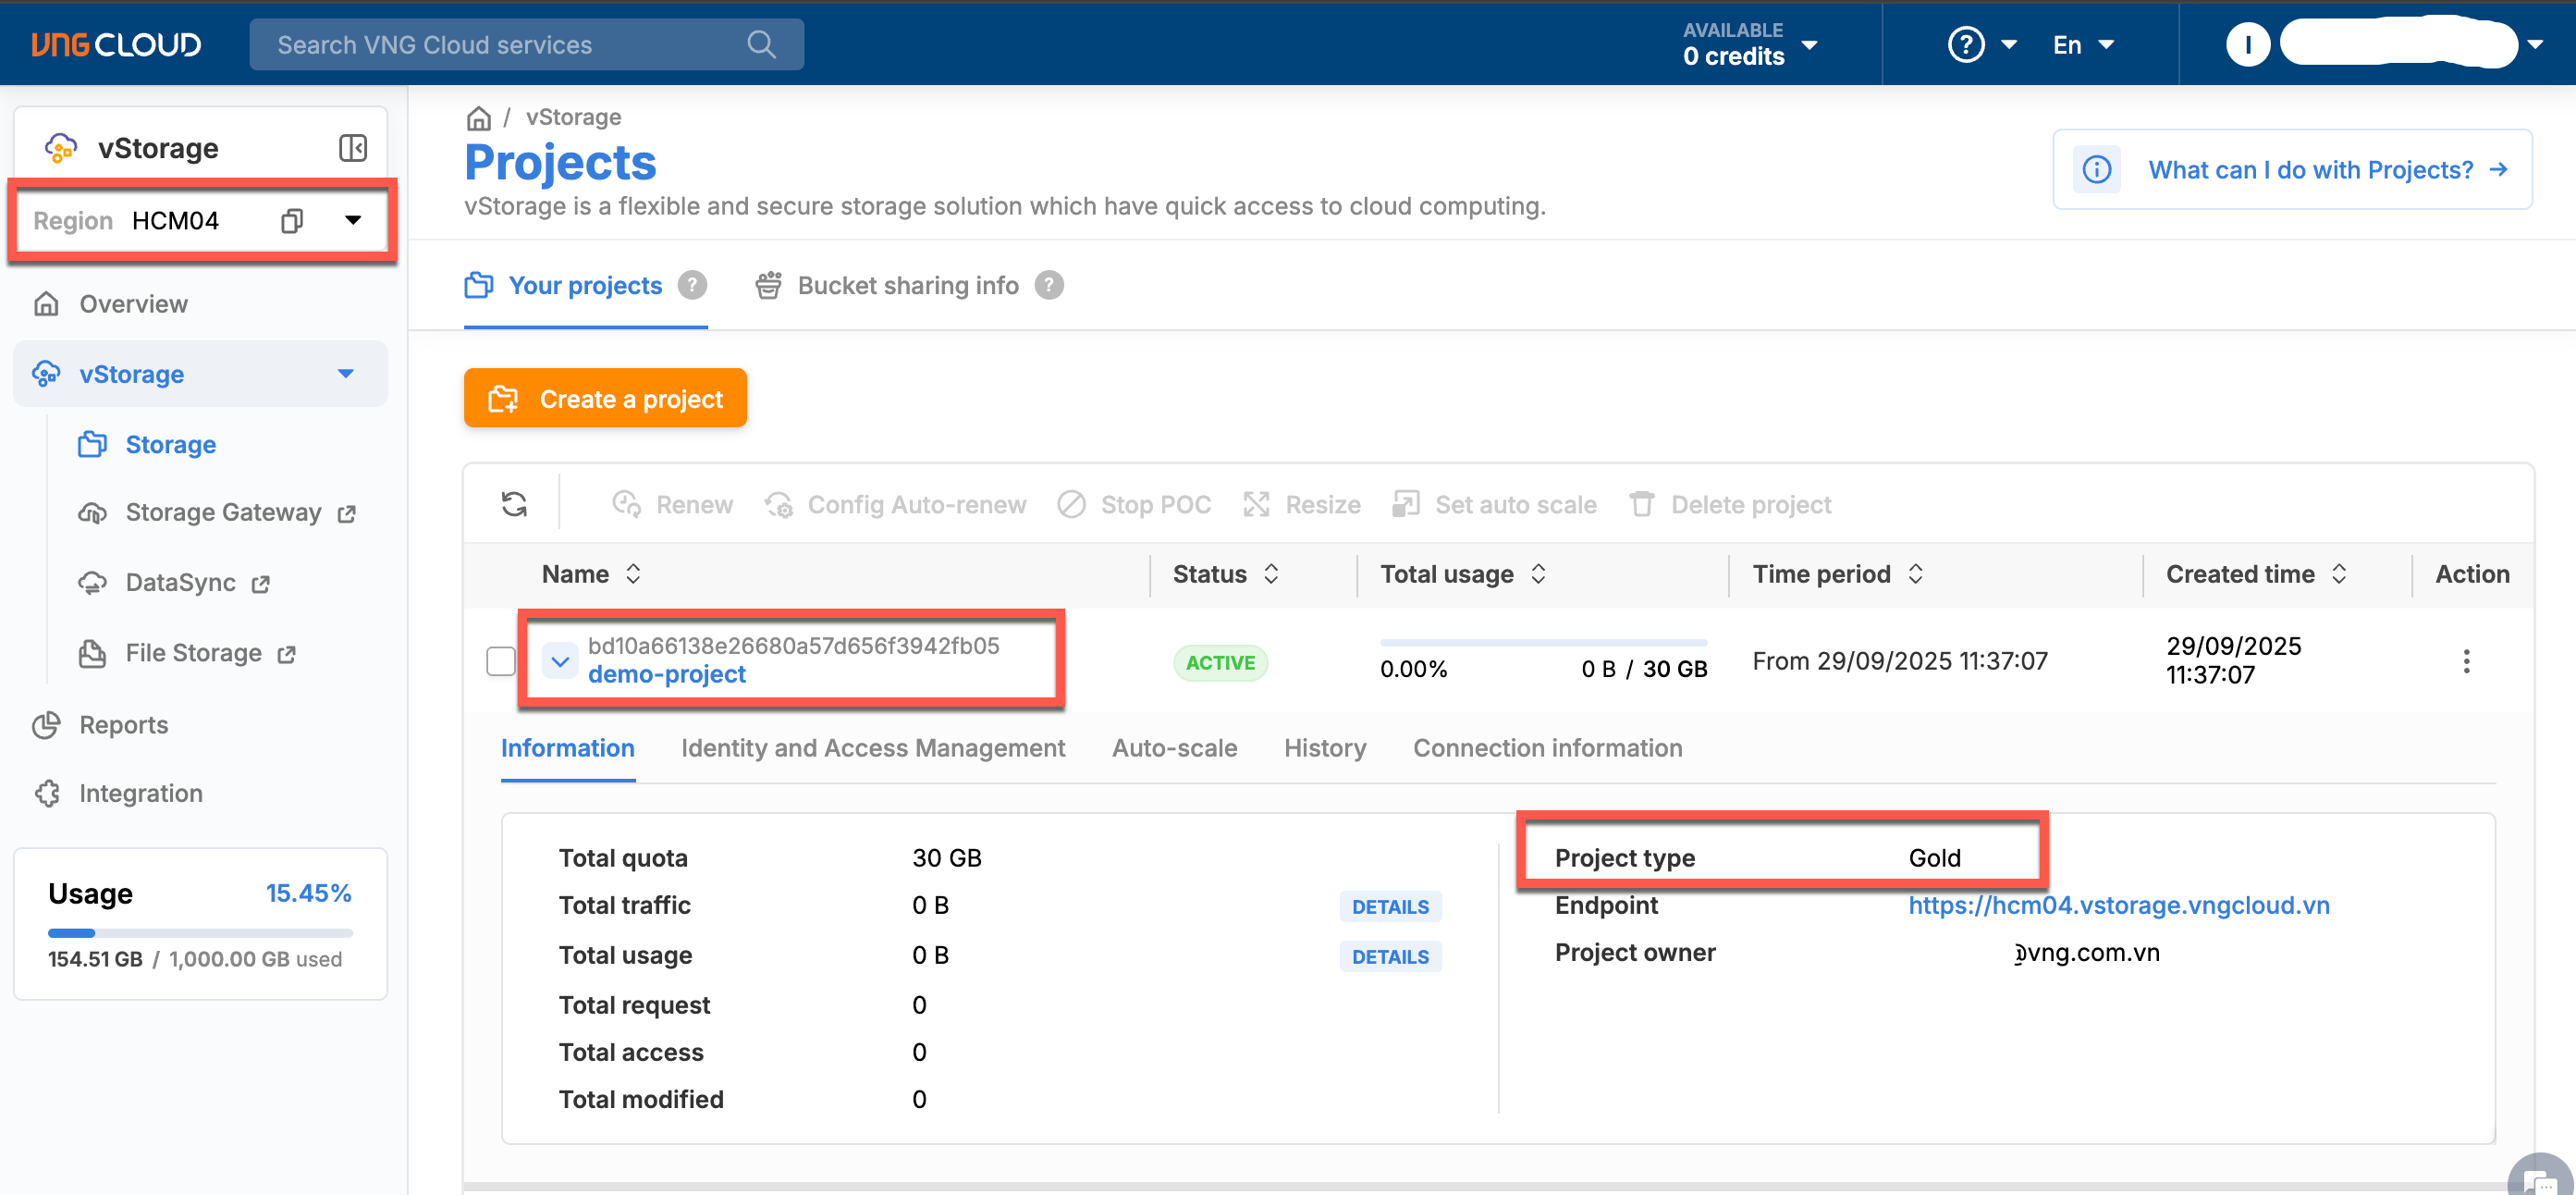 VNG CLOUD
Search VNG Cloud services
AVAILABLE
0 credits
?
En
I
vStorage
Region HCM04
Overview
vStorage
Storage
Storage Gateway
DataSync
File Storage
Reports
Integration
Usage 15.45%
154.51 GB / 1,000.00 GB used
/ vStorage
Projects
vStorage is a flexible and secure storage solution which have quick access to cloud computing.
What can I do with Projects?
Your projects ?
Bucket sharing info ?
Create a project
Renew Config Auto-renew Stop POC Resize Set auto scale Delete project
Name Status Total usage Time period Created time Action
bd10a66138e26680a57d656f3942fb05
demo-project
ACTIVE
0.00% 0 B / 30 GB
From 29/09/2025 11:37:07
29/09/2025
11:37:07
Information Identity and Access Management Auto-scale History Connection information
Total quota 30 GB
Total traffic 0 B DETAILS
Total usage 0 B DETAILS
Total request 0
Total access 0
Total modified 0
Project type Gold
Endpoint https://hcm04.vstorage.vngcloud.vn
Project owner @vng.com.vn